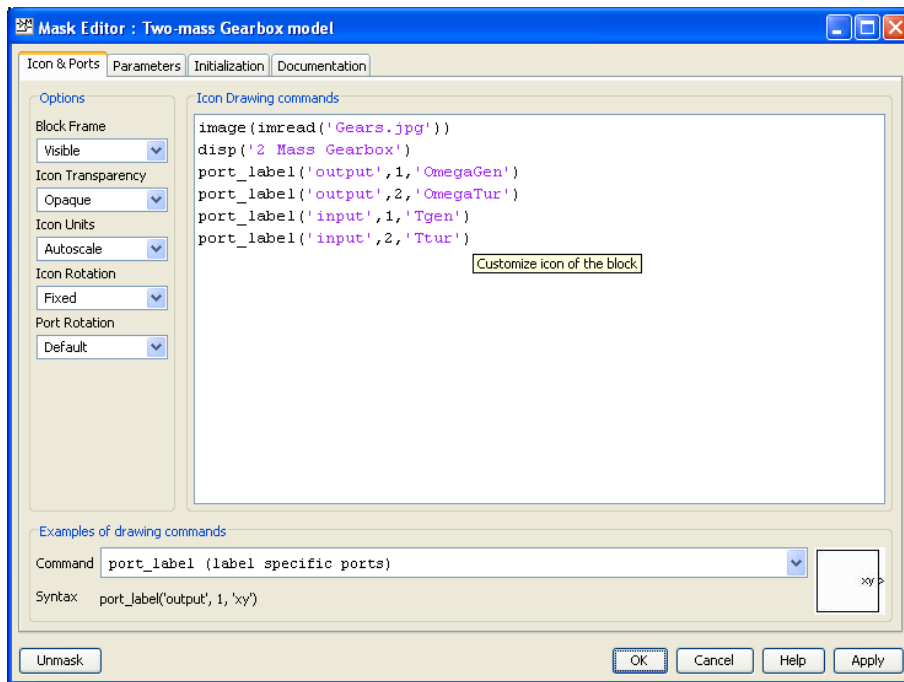 Mask Editor : Two-mass Gearbox model
Icon & Ports Parameters Initialization Documentation
Options
Block Frame
Visible
Icon Transparency
Opaque
Icon Units
Autoscale
Icon Rotation
Fixed
Port Rotation
Default
Icon Drawing commands
image(imread('Gears.jpg'))
disp('2 Mass Gearbox')
port_label('output',1,'OmegaGen')
port_label('output',2,'OmegaTur')
port_label('input',1,'Tgen')
port_label('input',2,'Ttur')
Customize icon of the block
Examples of drawing commands
Command port_label (label specific ports)
Syntax port_label('output', 1, 'xy')
xy
Unmask OK Cancel Help Apply